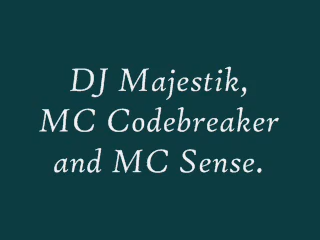 DJ Majestik,
MC Codebreaker
and MC Sense.